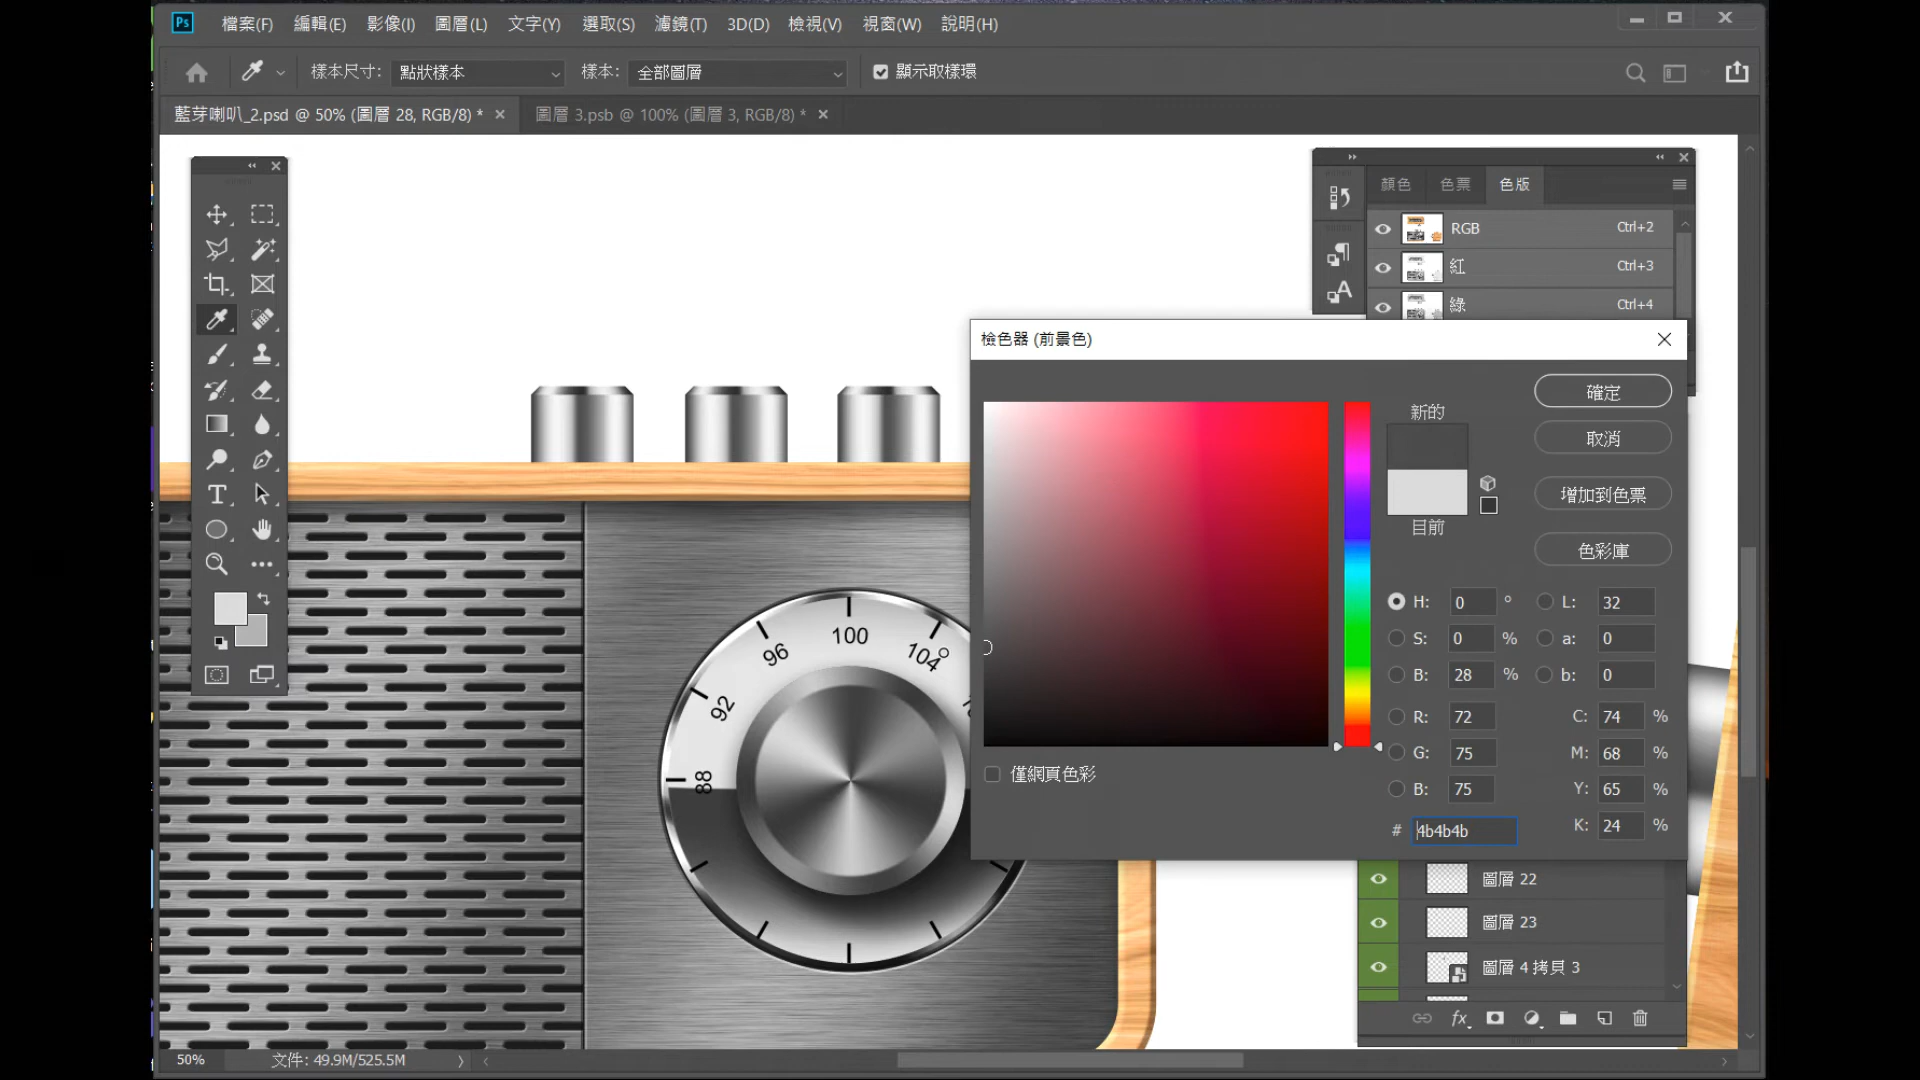 Ps 檔案(F) 編輯(E) 影像(I) 圖層(L) 文字(Y) 選取(S) 濾鏡(T) 3D(D) 檢視(V) 視窗(W) 說明(H)
樣本尺寸: 點狀樣本 樣本: 全部圖層 顯示取樣環
藍芽喇叭_2.psd @ 50% (圖層 28, RGB/8) * 圖層 3.psb @ 100% (圖層 3, RGB/8) *
顏色 色票 色版
RGB Ctrl+2
紅 Ctrl+3
綠 Ctrl+4
檢色器 (前景色)
新的
目前
確定
取消
增加到色票
色彩庫
H: 0 ° L: 32
S: 0 % a: 0
B: 28 % b: 0
R: 72 C: 74 %
G: 75 M: 68 %
B: 75 Y: 65 %
# 4b4b4b K: 24 %
僅網頁色彩
88
92
96
100
104
圖層 22
圖層 23
圖層 4 拷貝 3
fx
50% 文件: 49.9M/525.5M